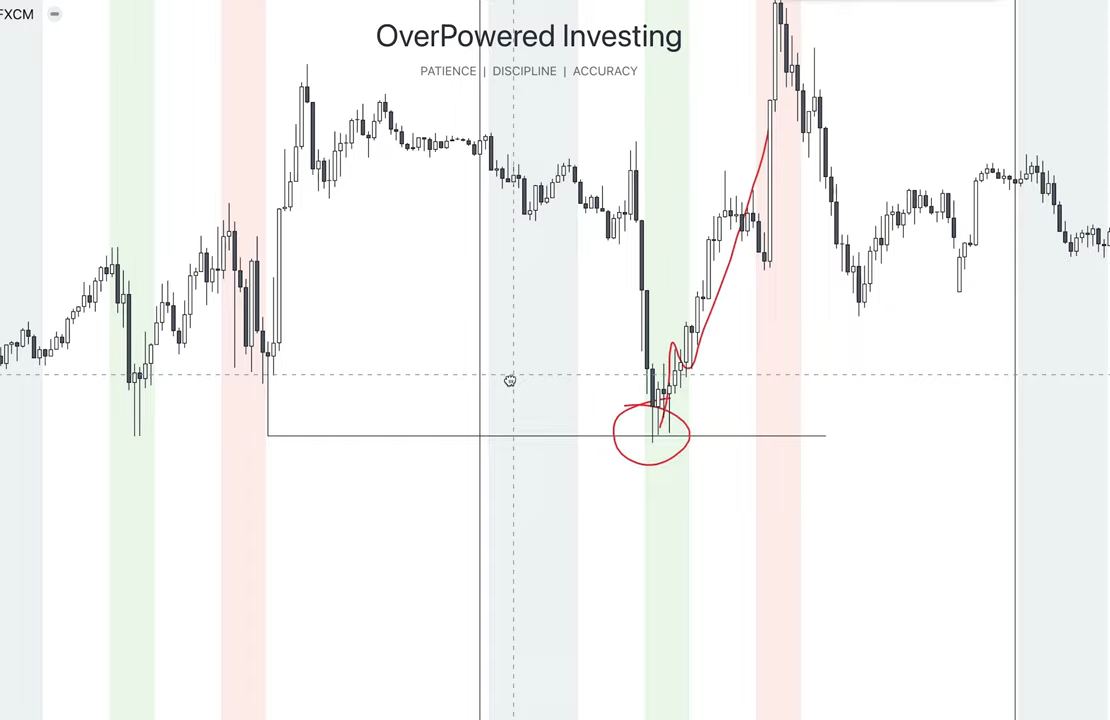 FXCM
OverPowered Investing
PATIENCE | DISCIPLINE | ACCURACY